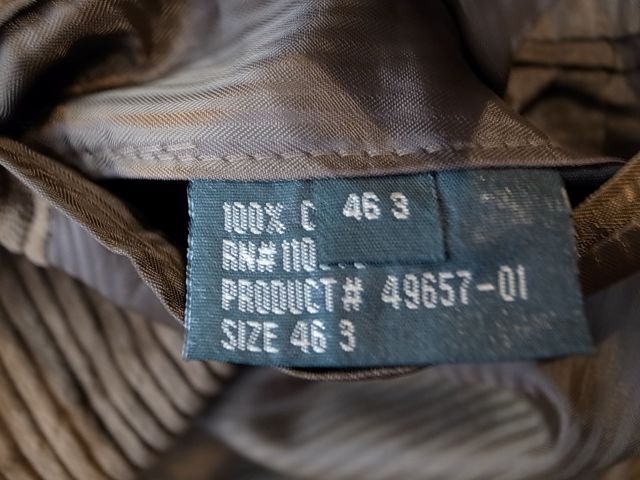 46 3
100% C
RN# 110
PRODUCT# 49657-01
SIZE 46 3